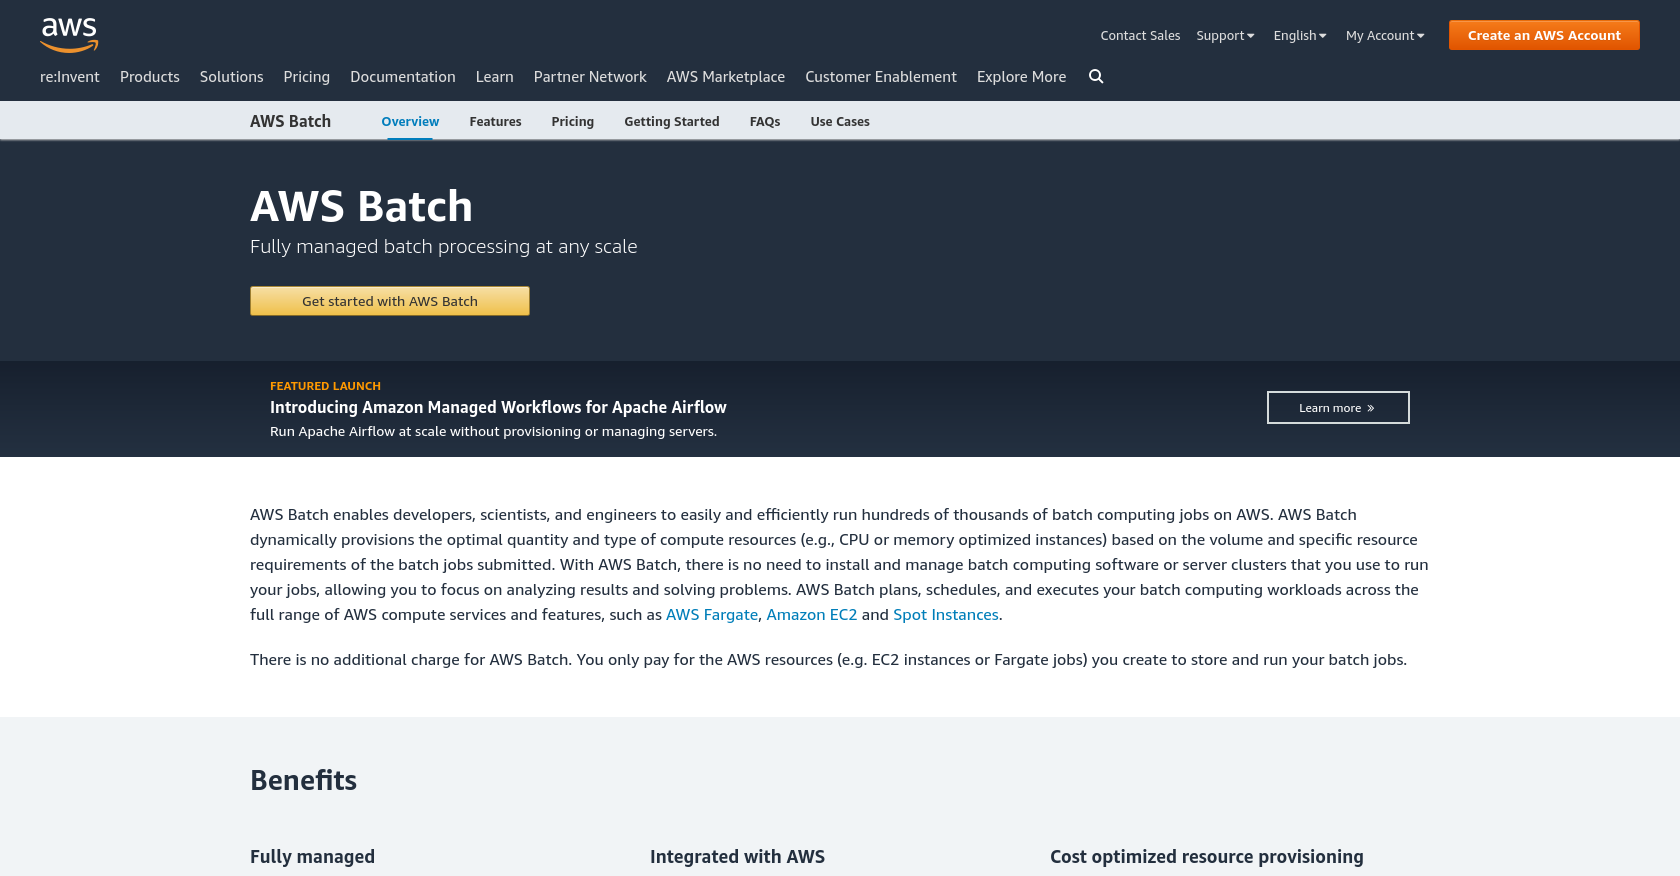 aws
Contact Sales Support English My Account Create an AWS Account
re:Invent Products Solutions Pricing Documentation Learn Partner Network AWS Marketplace Customer Enablement Explore More
AWS Batch Overview Features Pricing Getting Started FAQs Use Cases
AWS Batch
Fully managed batch processing at any scale
Get started with AWS Batch
FEATURED LAUNCH
Introducing Amazon Managed Workflows for Apache Airflow
Run Apache Airflow at scale without provisioning or managing servers.
Learn more »
AWS Batch enables developers, scientists, and engineers to easily and efficiently run hundreds of thousands of batch computing jobs on AWS. AWS Batch
dynamically provisions the optimal quantity and type of compute resources (e.g., CPU or memory optimized instances) based on the volume and specific resource
requirements of the batch jobs submitted. With AWS Batch, there is no need to install and manage batch computing software or server clusters that you use to run
your jobs, allowing you to focus on analyzing results and solving problems. AWS Batch plans, schedules, and executes your batch computing workloads across the
full range of AWS compute services and features, such as AWS Fargate, Amazon EC2 and Spot Instances.
There is no additional charge for AWS Batch. You only pay for the AWS resources (e.g. EC2 instances or Fargate jobs) you create to store and run your batch jobs.
Benefits
Fully managed
Integrated with AWS
Cost optimized resource provisioning